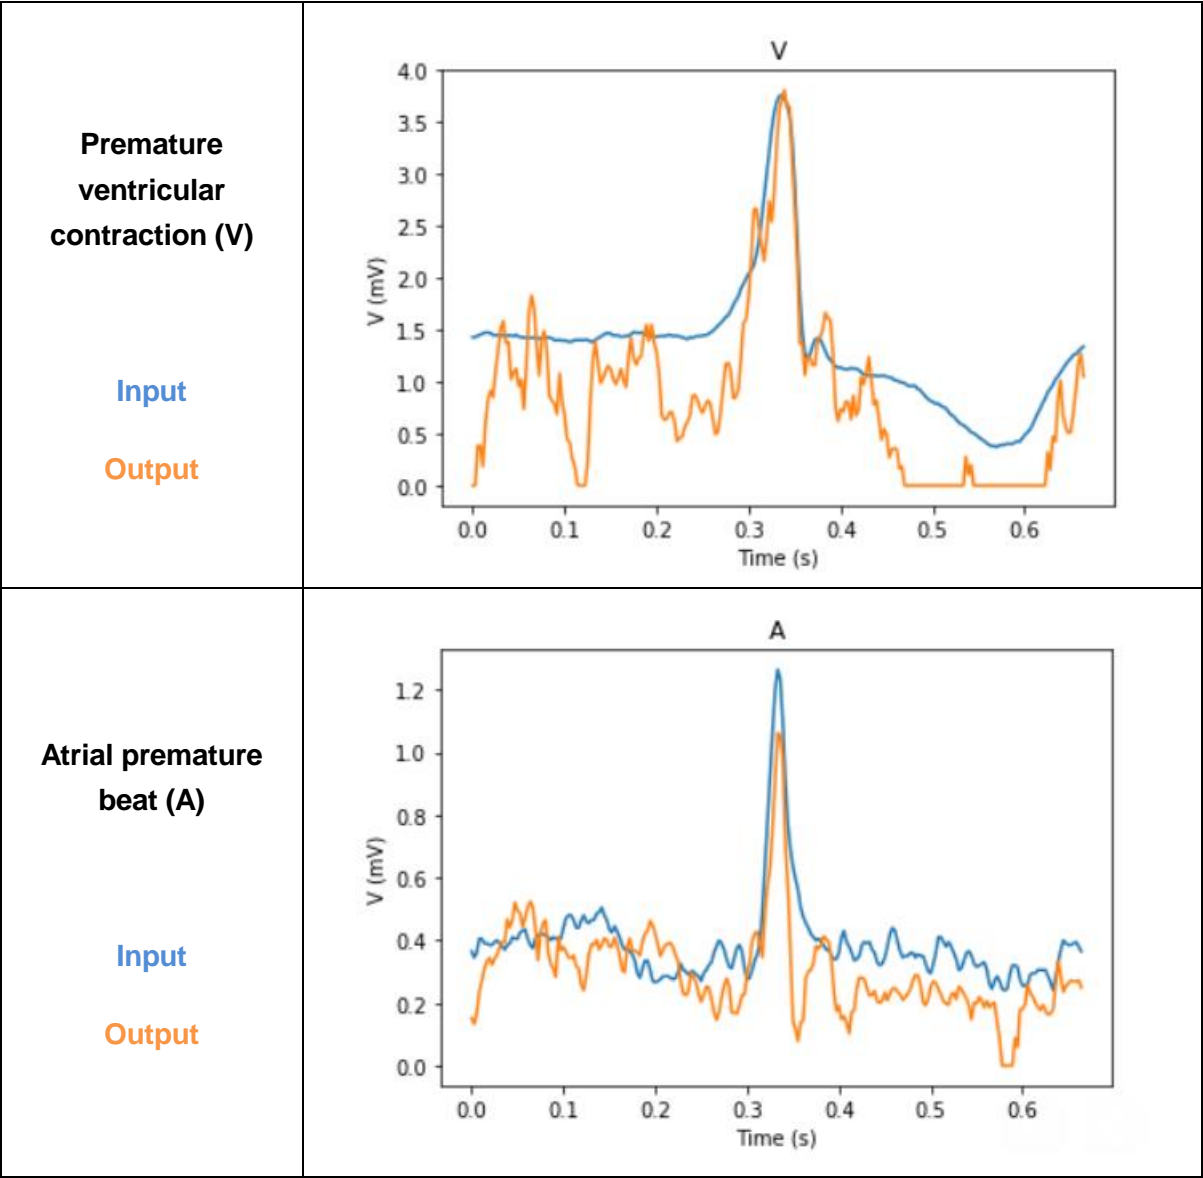 Premature
ventricular
contraction (V)
Input
Output
V
4.0
3.5
3.0
2.5
2.0
1.5
1.0
0.5
0.0
V (mV)
0.0 0.1 0.2 0.3 0.4 0.5 0.6
Time (s)
Atrial premature
beat (A)
Input
Output
A
1.2
1.0
0.8
0.6
0.4
0.2
0.0
V (mV)
0.0 0.1 0.2 0.3 0.4 0.5 0.6
Time (s)